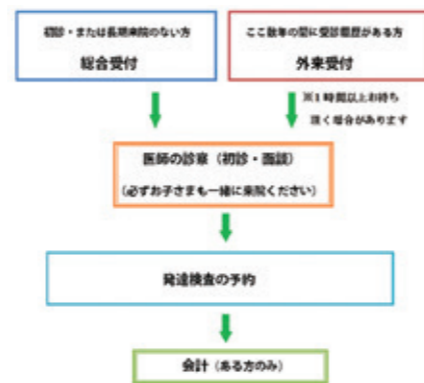 初診・または長期来院のない方
総合受付
ここ数年の間に受診履歴がある方
外来受付
※1時間以上お待ち
頂く場合があります
医師の診察（初診・面談）
（必ずお子さまも一緒に来院ください）
発達検査の予約
会計（ある方のみ）